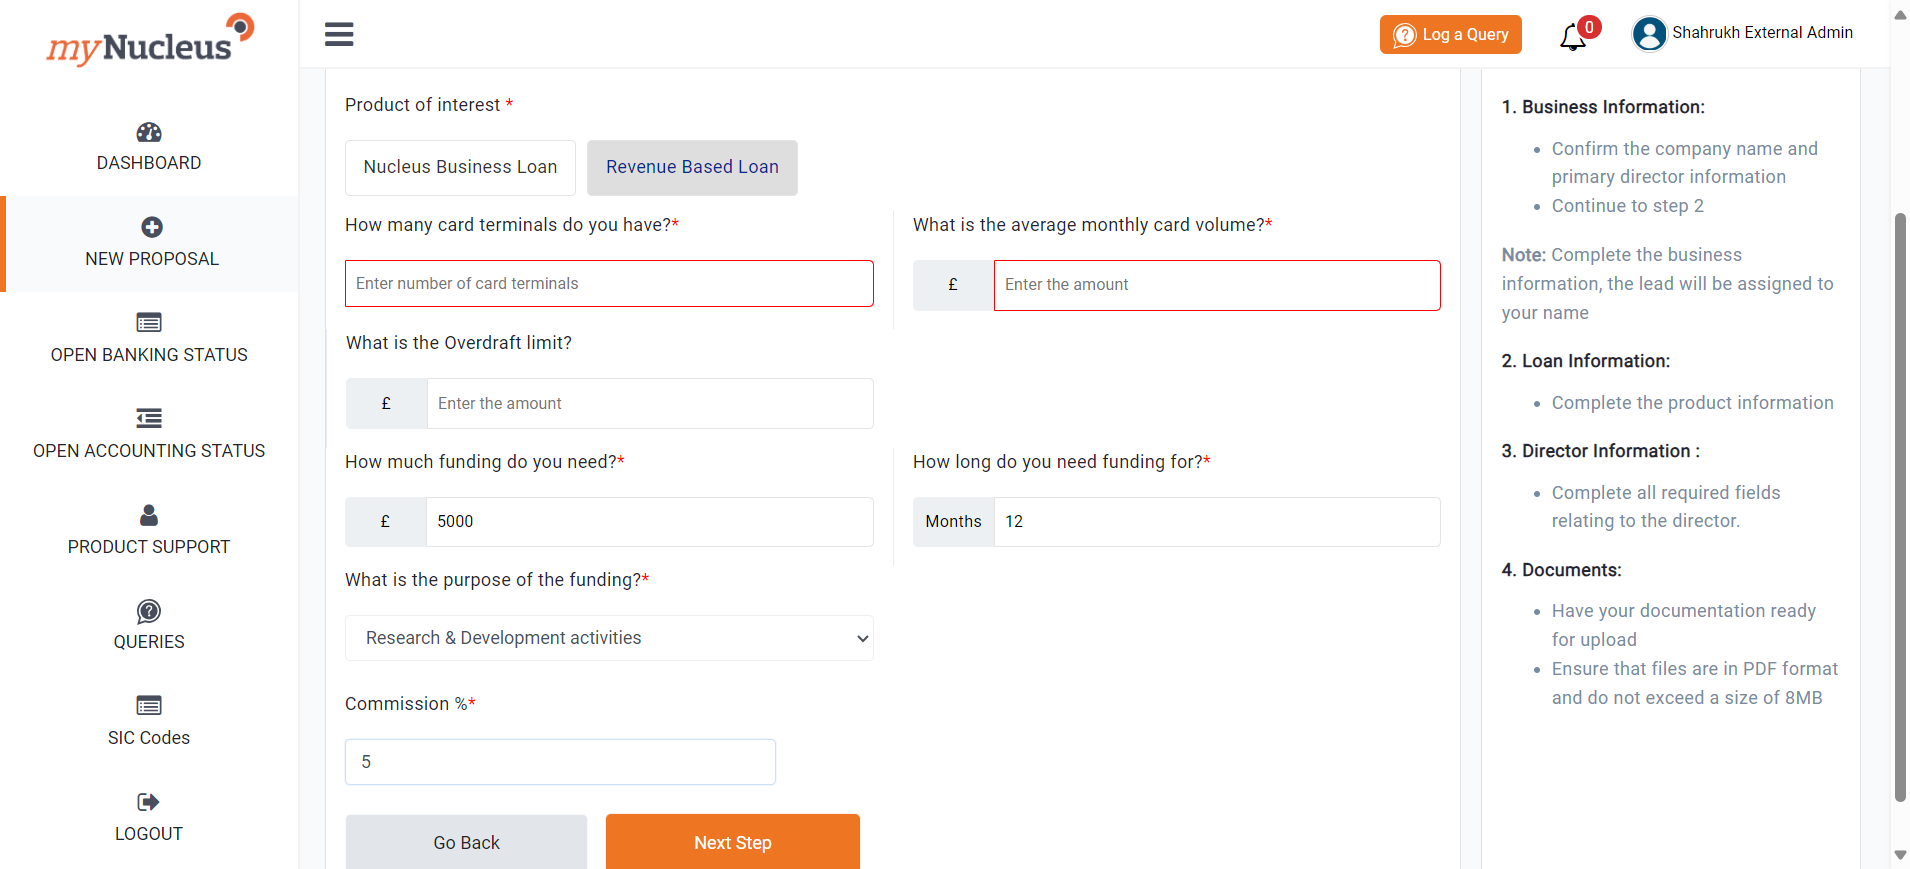 myNucleus
DASHBOARD
NEW PROPOSAL
OPEN BANKING STATUS
OPEN ACCOUNTING STATUS
PRODUCT SUPPORT
QUERIES
SIC Codes
LOGOUT
Log a Query
0
Shahrukh External Admin
Product of interest *
Nucleus Business Loan
Revenue Based Loan
How many card terminals do you have?*
Enter number of card terminals
What is the average monthly card volume?*
£
Enter the amount
What is the Overdraft limit?
£
Enter the amount
How much funding do you need?*
£
5000
How long do you need funding for?*
Months
12
What is the purpose of the funding?*
Research & Development activities
Commission %*
5
Go Back
Next Step
1. Business Information:
• Confirm the company name and
primary director information
• Continue to step 2
Note: Complete the business
information, the lead will be assigned to
your name
2. Loan Information:
• Complete the product information
3. Director Information :
• Complete all required fields
relating to the director.
4. Documents:
• Have your documentation ready
for upload
• Ensure that files are in PDF format
and do not exceed a size of 8MB